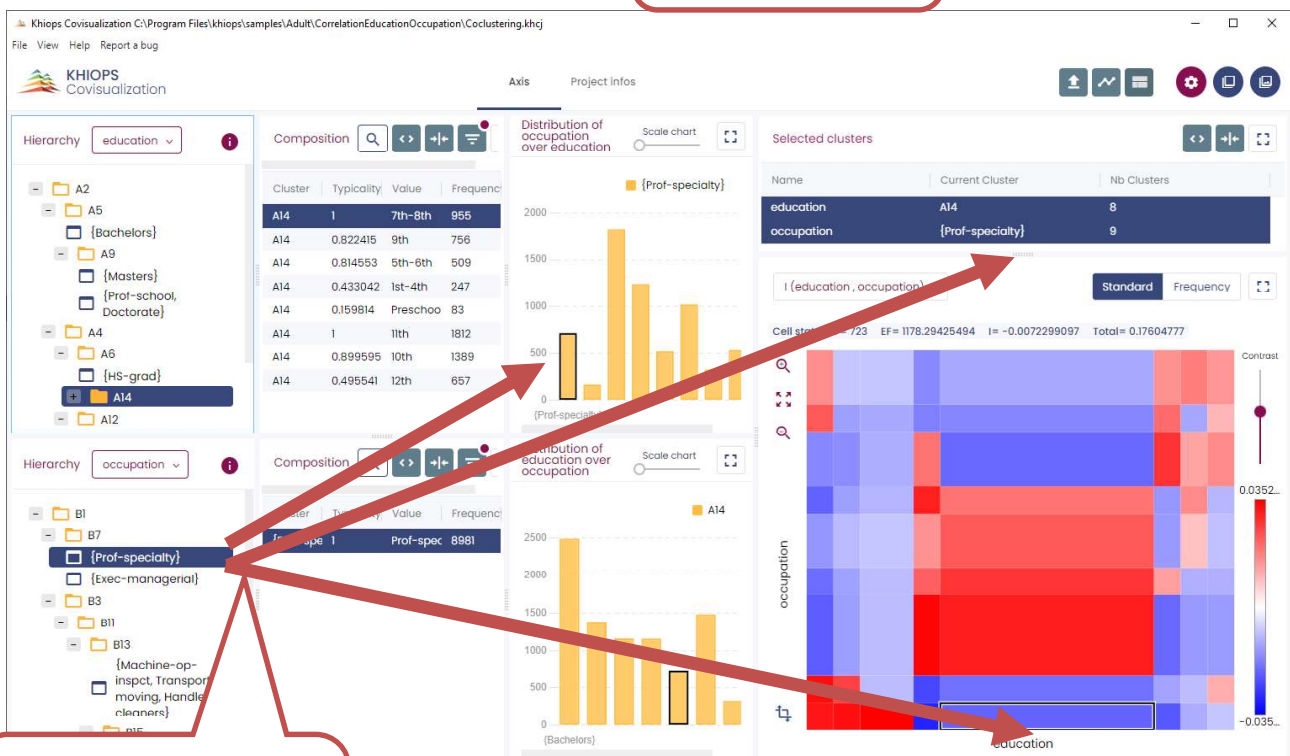 Khiops Covisualization C:\Program Files\khiops\samples\Adult\CorrelationEducationOccupation\Coclustering.khcj
File View Help Report a bug
KHIOPS
Covisualization
Axis Project infos
Hierarchy education
Composition
Distribution of
occupation
over education
Scale chart
Selected clusters
A2
A5
{Bachelors}
A9
{Masters}
{Prof-school,
Doctorate}
A4
A6
{HS-grad}
A14
A12
Cluster Typicality Value Frequenc
A14 1 7th-8th 955
A14 0.822415 9th 756
A14 0.814553 5th-6th 509
A14 0.433042 1st-4th 247
A14 0.159814 Preschoo 83
A14 1 11th 1812
A14 0.899595 10th 1389
A14 0.495541 12th 657
{Prof-specialty}
2000
1500
1000
500
0
{Prof-specialty
Name Current Cluster Nb Clusters
education A14 8
occupation {Prof-specialty} 9
I (education , occupation)
Standard Frequency
Cell stat = 723 EF= 1178.29425494 I= -0.0072299097 Total= 0.17604777
Contrast
0.0352...
-0.035...
occupation
education
Hierarchy occupation
Composition
Distribution of
education over
occupation
Scale chart
B1
B7
{Prof-specialty}
{Exec-managerial}
B3
B11
B13
{Machine-op-
inspct, Transport
moving, Handle
cleaners}
B15
Value Frequenc
1 Prof-spec 8981
A14
2500
2000
1500
1000
500
0
{Bachelors}